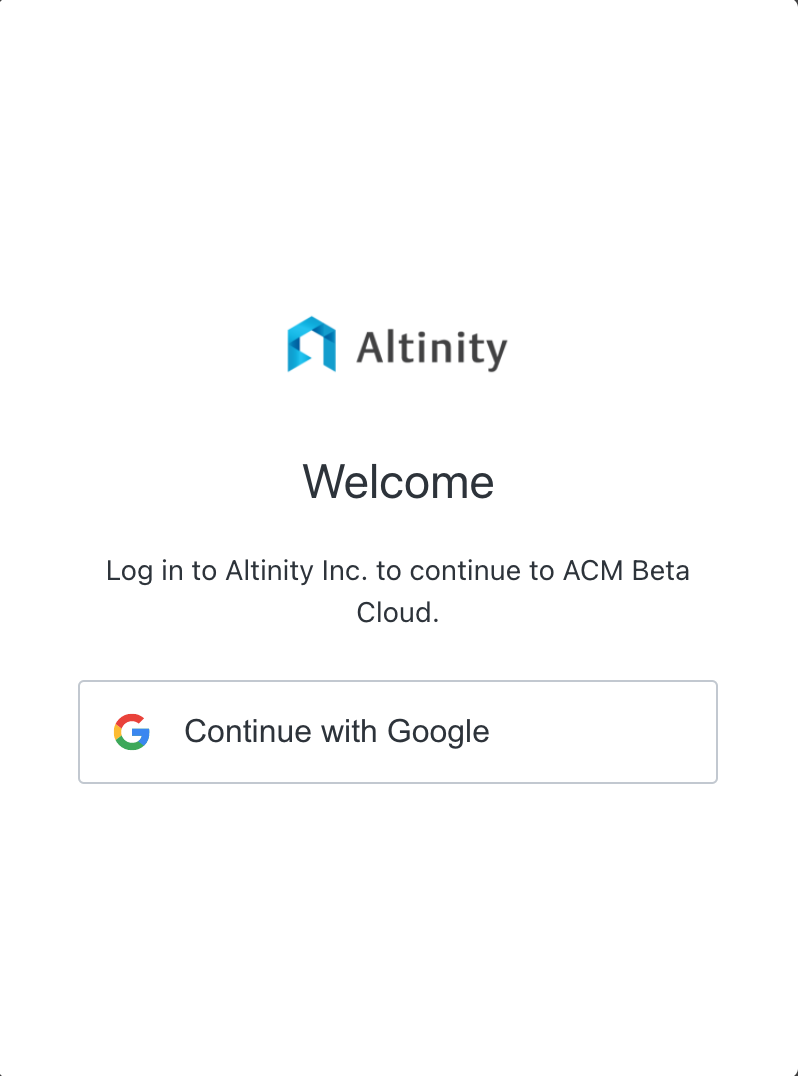 Altinity
Welcome
Log in to Altinity Inc. to continue to ACM Beta
Cloud.
Continue with Google